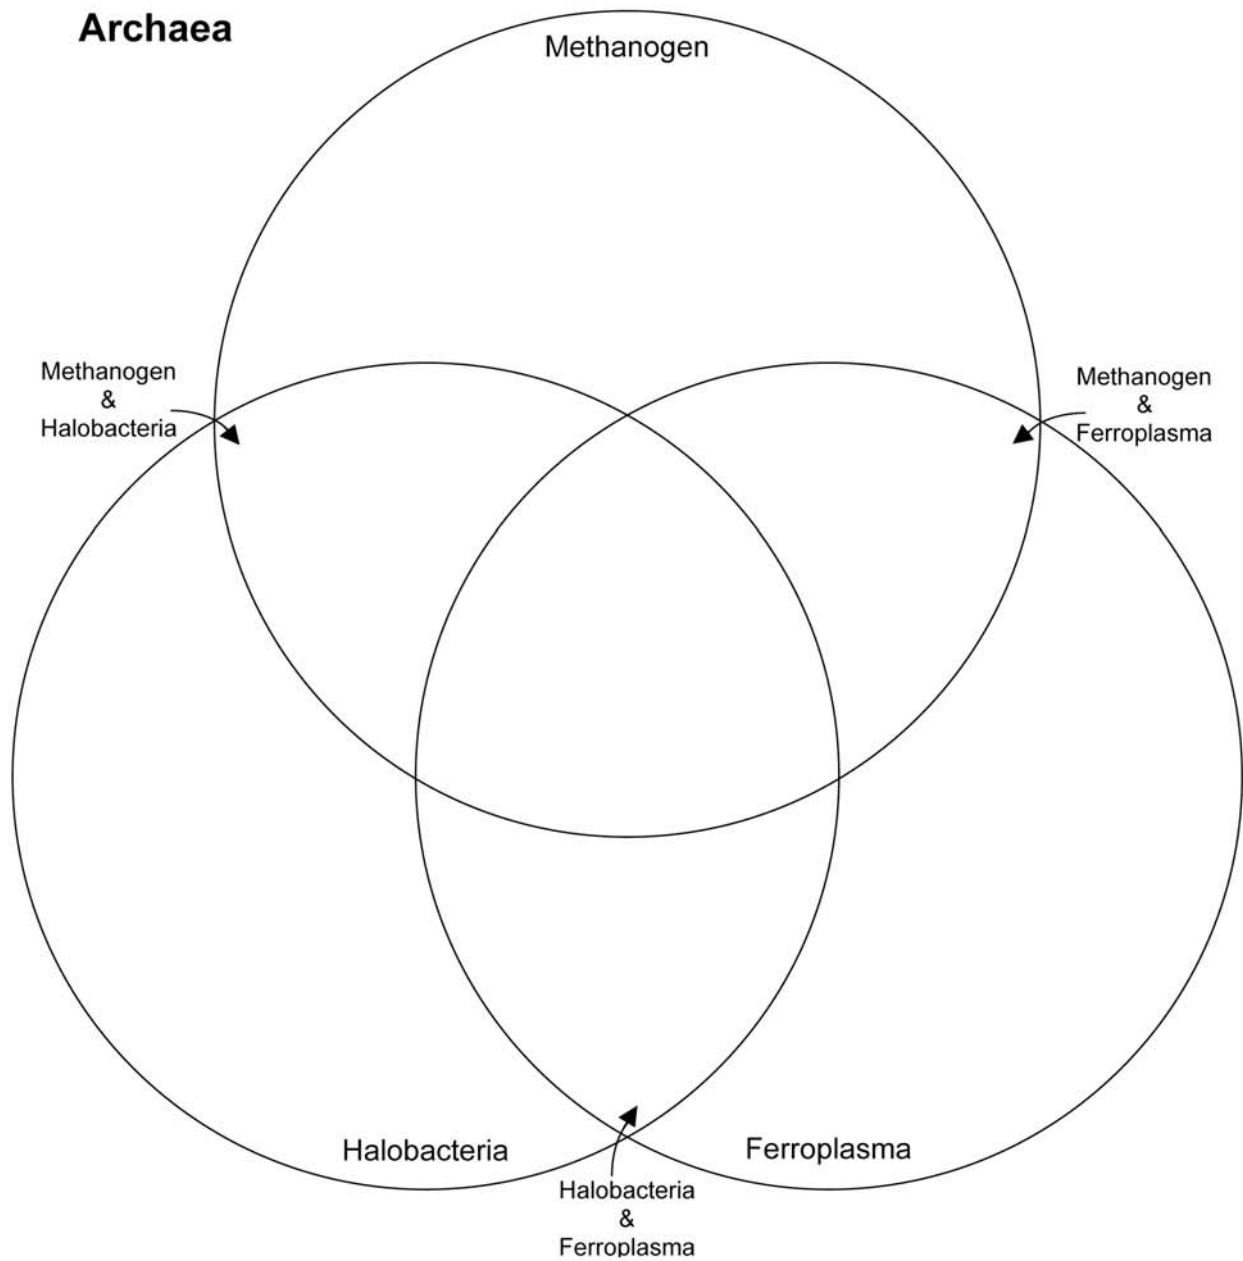 Archaea
Methanogen
Methanogen
&
Halobacteria
Methanogen
&
Ferroplasma
Halobacteria
Ferroplasma
Halobacteria
&
Ferroplasma